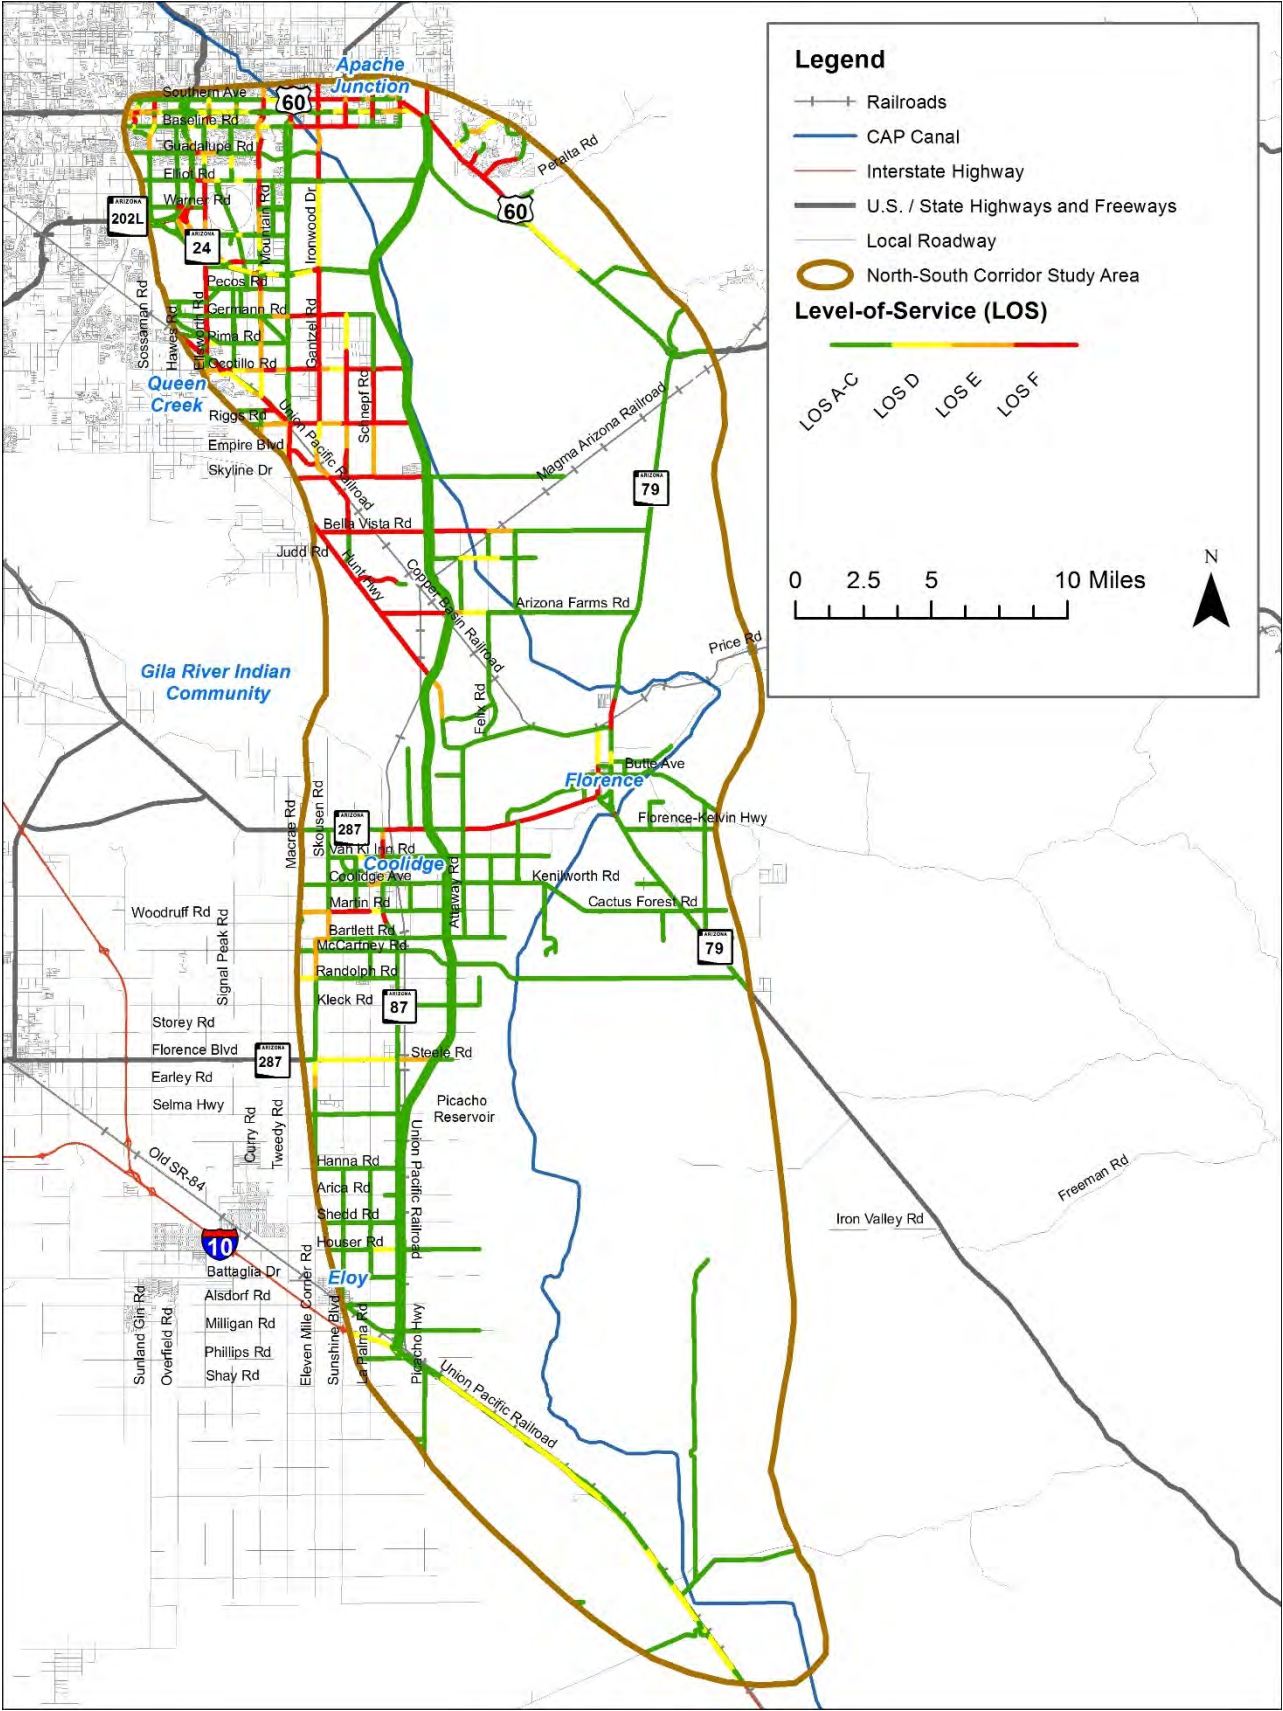 Legend
Railroads
CAP Canal
Interstate Highway
U.S. / State Highways and Freeways
Local Roadway
North-South Corridor Study Area
Level-of-Service (LOS)
LOS A-C
LOS D
LOS E
LOS F
0 2.5 5 10 Miles
N
Apache
Junction
Southern Ave
60
Baseline Rd
Guadalupe Rd
Elliot Rd
Peralta Rd
Warner Rd
ARIZONA
202L
60
ARIZONA
24
Mountain Rd
Ironwood Dr
Pecos Rd
Sossaman Rd
Hawes Rd
Ellsworth Rd
Germann Rd
Gantzel Rd
Pima Rd
Ocotillo Rd
Queen
Creek
Schnepf Rd
Riggs Rd
Union Pacific Railroad
Magma Arizona Railroad
Empire Blvd
Skyline Dr
ARIZONA
79
Bella Vista Rd
Judd Rd
Hunt Hwy
Copper Basin Railroad
Arizona Farms Rd
Price Rd
Gila River Indian
Community
Felix Rd
Butte Ave
Florence
Florence-Kelvin Hwy
Macrae Rd
Skousen Rd
ARIZONA
287
Van Ki Inn Rd
Coolidge
Coolidge Ave
Kenilworth Rd
Attaway Rd
Martin Rd
Cactus Forest Rd
Woodruff Rd
Signal Peak Rd
Bartlett Rd
McCartney Rd
ARIZONA
79
Randolph Rd
Kleck Rd
ARIZONA
87
Storey Rd
Florence Blvd
ARIZONA
287
Steele Rd
Earley Rd
Selma Hwy
Picacho
Reservoir
Curry Rd
Tweedy Rd
Old SR-84
Union Pacific Railroad
Hanna Rd
Arica Rd
Shedd Rd
Freeman Rd
Iron Valley Rd
Houser Rd
10
Battaglia Dr
Eloy
Alsdorf Rd
Milligan Rd
Phillips Rd
Shay Rd
Sunland Gin Rd
Overfield Rd
Eleven Mile Corner Rd
Sunshine Blvd
La Palma Rd
Picacho Hwy
Union Pacific Railroad